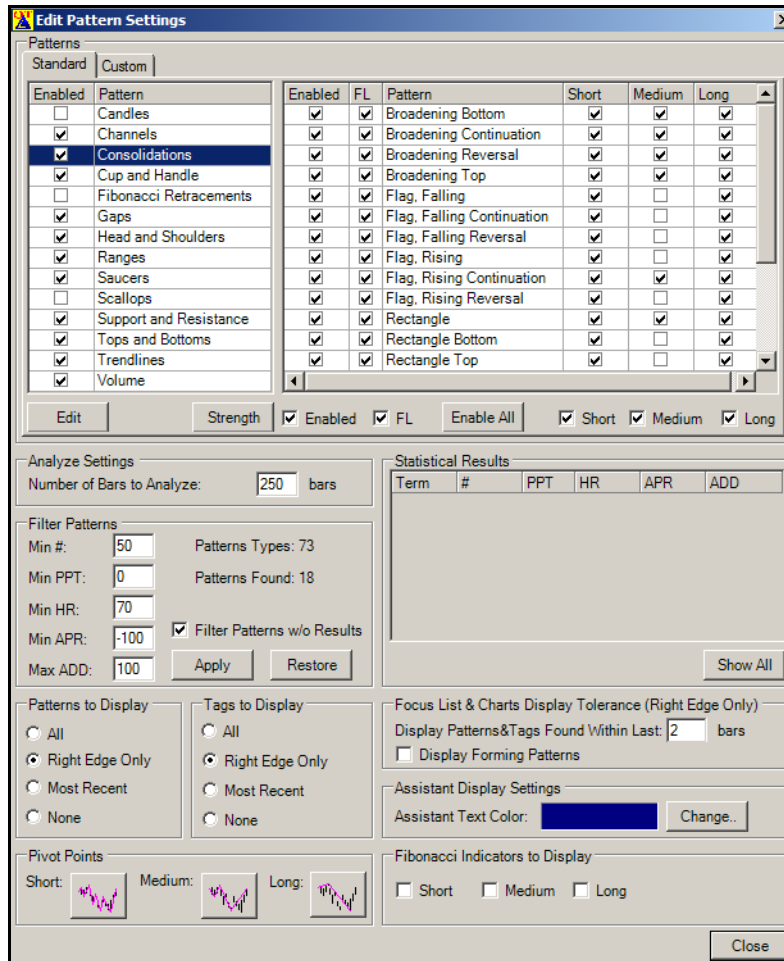 Edit Pattern Settings
Patterns
Standard Custom
Enabled Pattern
Candles
Channels
Consolidations
Cup and Handle
Fibonacci Retracements
Gaps
Head and Shoulders
Ranges
Saucers
Scallops
Support and Resistance
Tops and Bottoms
Trendlines
Volume
Enabled FL Pattern Short Medium Long
Broadening Bottom
Broadening Continuation
Broadening Reversal
Broadening Top
Flag, Falling
Flag, Falling Continuation
Flag, Falling Reversal
Flag, Rising
Flag, Rising Continuation
Flag, Rising Reversal
Rectangle
Rectangle Bottom
Rectangle Top
Edit Strength Enabled FL Enable All Short Medium Long
Analyze Settings
Number of Bars to Analyze: 250 bars
Filter Patterns
Min #: 50 Patterns Types: 73
Min PPT: 0 Patterns Found: 18
Min HR: 70
Filter Patterns w/o Results
Min APR: -100
Max ADD: 100 Apply Restore
Statistical Results
Term # PPT HR APR ADD
Show All
Patterns to Display
All
Right Edge Only
Most Recent
None
Tags to Display
All
Right Edge Only
Most Recent
None
Focus List & Charts Display Tolerance (Right Edge Only)
Display Patterns&Tags Found Within Last: 2 bars
Display Forming Patterns
Assistant Display Settings
Assistant Text Color: Change..
Pivot Points
Short: Medium: Long:
Fibonacci Indicators to Display
Short Medium Long
Close